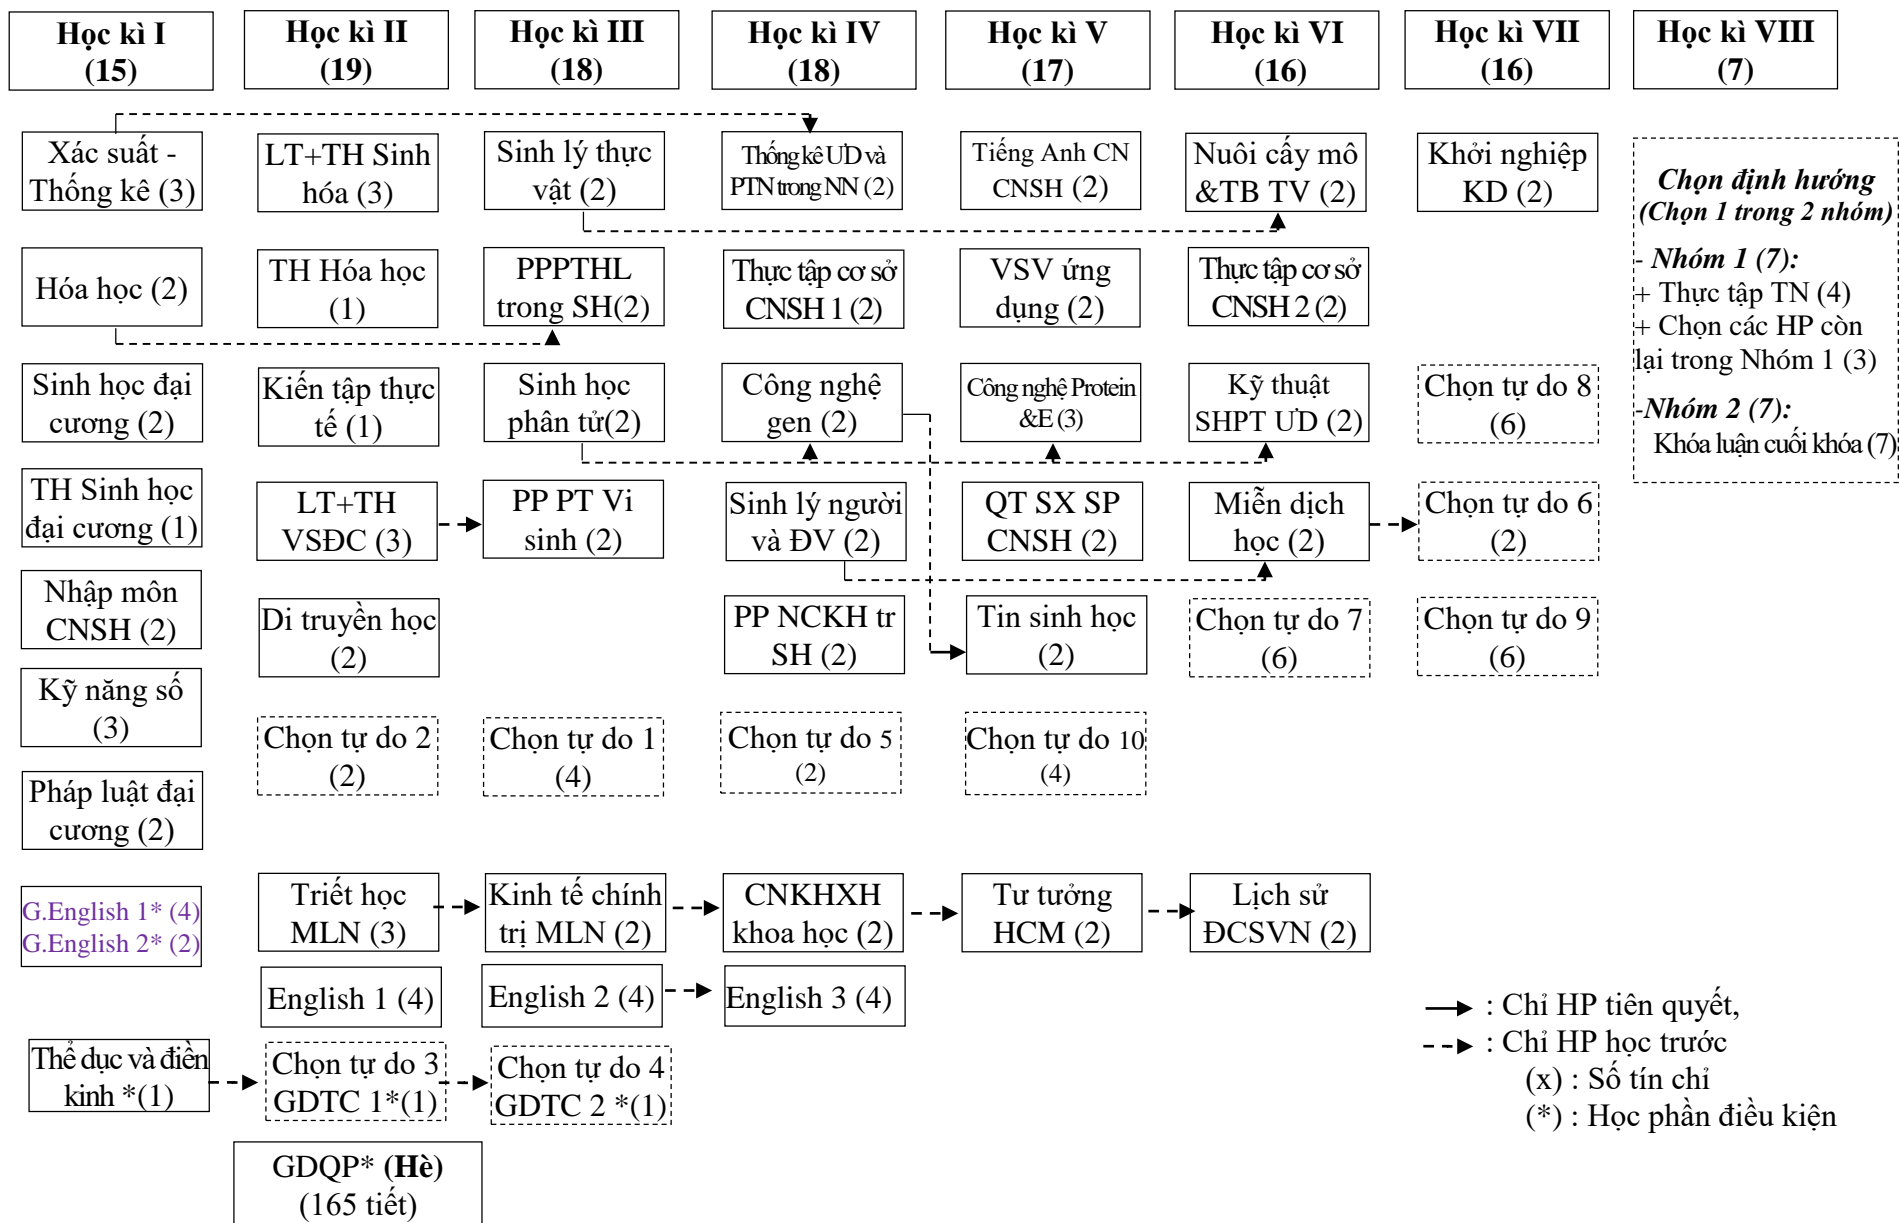 Học kì I
(15)
Học kì II
(19)
Học kì III
(18)
Học kì IV
(18)
Học kì V
(17)
Học kì VI
(16)
Học kì VII
(16)
Học kì VIII
(7)
Xác suất -
Thống kê (3)
LT+TH Sinh
hóa (3)
Sinh lý thực
vật (2)
Thống kê ƯD và
PTN trong NN (2)
Tiếng Anh CN
CNSH (2)
Nuôi cấy mô
&TB TV (2)
Khởi nghiệp
KD (2)
Hóa học (2)
TH Hóa học
(1)
PPPTHL
trong SH(2)
Thực tập cơ sở
CNSH 1 (2)
VSV ứng
dụng (2)
Thực tập cơ sở
CNSH 2 (2)
Chọn định hướng
(Chọn 1 trong 2 nhóm)
- Nhóm 1 (7):
+ Thực tập TN (4)
+ Chọn các HP còn
lại trong Nhóm 1 (3)
-Nhóm 2 (7):
Khóa luận cuối khóa (7)
Sinh học đại
cương (2)
Kiến tập thực
tế (1)
Sinh học
phân tử(2)
Công nghệ
gen (2)
Công nghệ Protein
&E (3)
Kỹ thuật
SHPT ƯD (2)
Chọn tự do 8
(6)
TH Sinh học
đại cương (1)
LT+TH
VSĐC (3)
PP PT Vi
sinh (2)
Sinh lý người
và ĐV (2)
QT SX SP
CNSH (2)
Miễn dịch
học (2)
Chọn tự do 6
(2)
Nhập môn
CNSH (2)
Di truyền học
(2)
PP NCKH tr
SH (2)
Tin sinh học
(2)
Chọn tự do 7
(6)
Chọn tự do 9
(6)
Kỹ năng số
(3)
Chọn tự do 2
(2)
Chọn tự do 1
(4)
Chọn tự do 5
(2)
Chọn tự do 10
(4)
Pháp luật đại
cương (2)
G.English 1* (4)
G.English 2* (2)
Triết học
MLN (3)
Kinh tế chính
trị MLN (2)
CNKHXH
khoa học (2)
Tư tưởng
HCM (2)
Lịch sử
ĐCSVN (2)
English 1 (4)
English 2 (4)
English 3 (4)
Thể dục và điền
kinh *(1)
Chọn tự do 3
GDTC 1*(1)
Chọn tự do 4
GDTC 2 *(1)
GDQP* (Hè)
(165 tiết)
: Chỉ HP tiên quyết,
: Chỉ HP học trước
(x) : Số tín chỉ
(*) : Học phần điều kiện